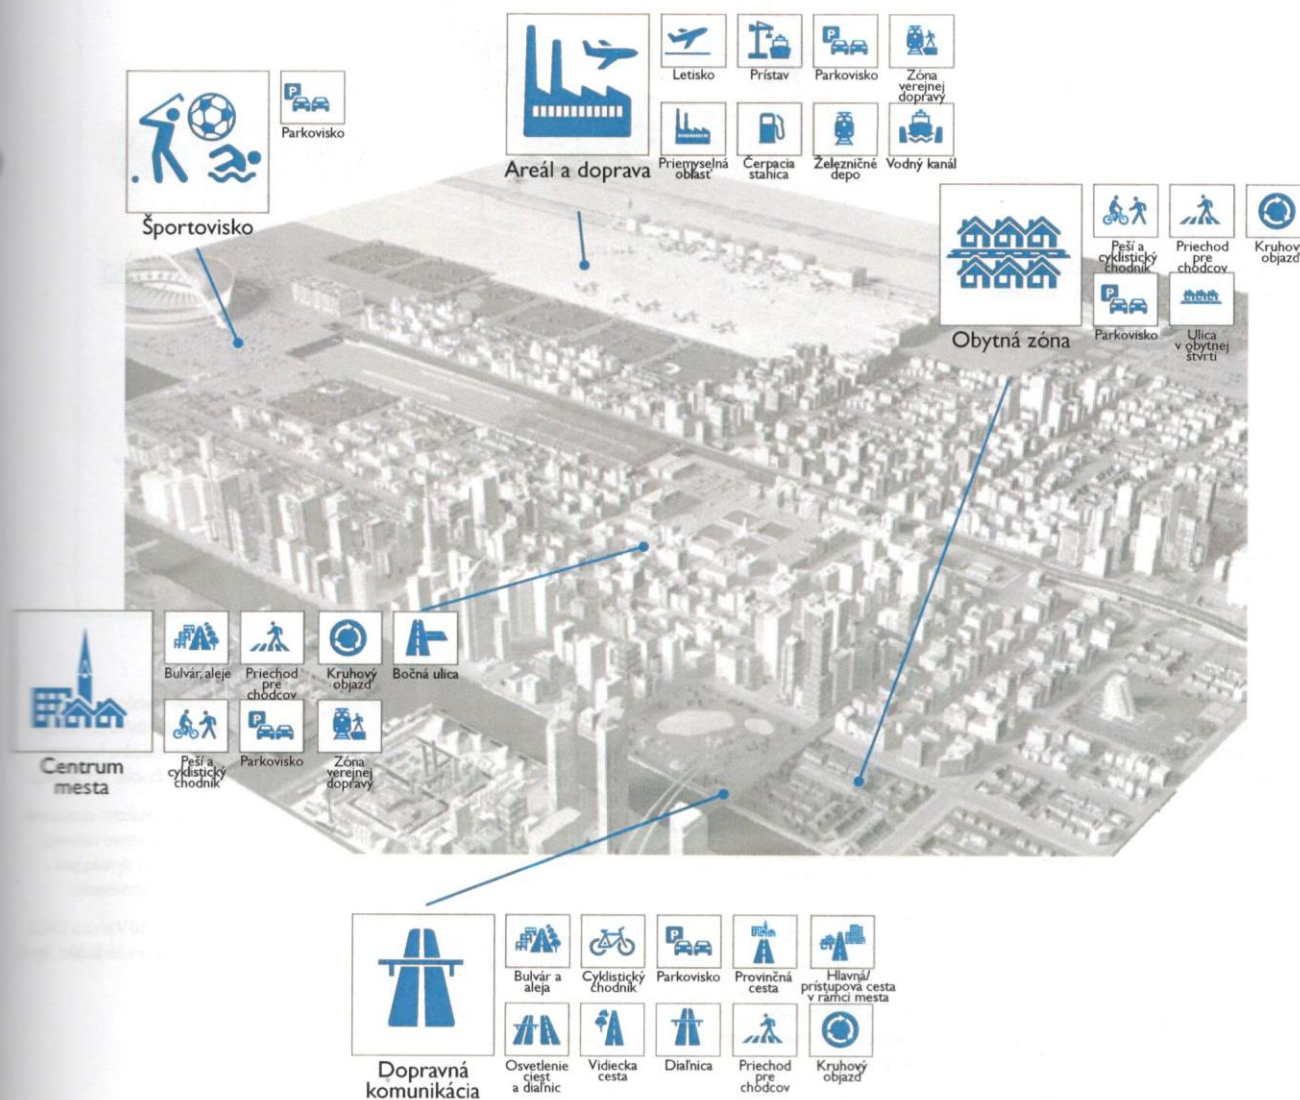 Letisko
Prístav
Parkovisko
Zóna
verejnej
dopravy
Parkovisko
Priemyselná
oblasť
Čerpacia
stanica
Železničné
depo
Vodný kanál
Areál a doprava
Športovisko
Peší a
cyklistický
chodník
Priechod
pre
chodcov
Kruhový
objazd
Parkovisko
Ulica
v obytnej
štvrti
Obytná zóna
Bulvár, aleje
Priechod
pre
chodcov
Kruhový
objazd
Bočná ulica
Peší a
cyklistický
chodník
Parkovisko
Zóna
verejnej
dopravy
Centrum
mesta
Bulvár a
aleja
Cyklistický
chodník
Parkovisko
Provinčná
cesta
Hlavná/
prístupová cesta
v rámci mesta
Osvetlenie
ciest
a diaľnic
Vidiecka
cesta
Diaľnica
Priechod
pre
chodcov
Kruhový
objazd
Dopravná
komunikácia